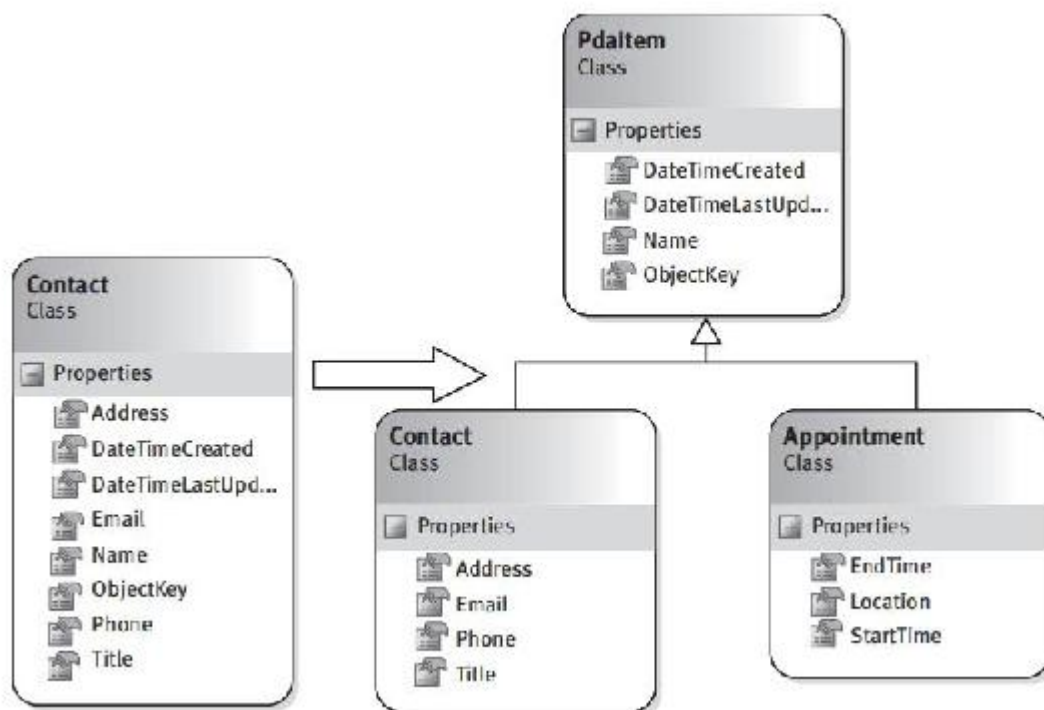 PdaItem
Class
Properties
DateTimeCreated
DateTimeLastUpd...
Name
ObjectKey
Contact
Class
Properties
Address
DateTimeCreated
DateTimeLastUpd...
Email
Name
ObjectKey
Phone
Title
Contact
Class
Properties
Address
Email
Phone
Title
Appointment
Class
Properties
EndTime
Location
StartTime